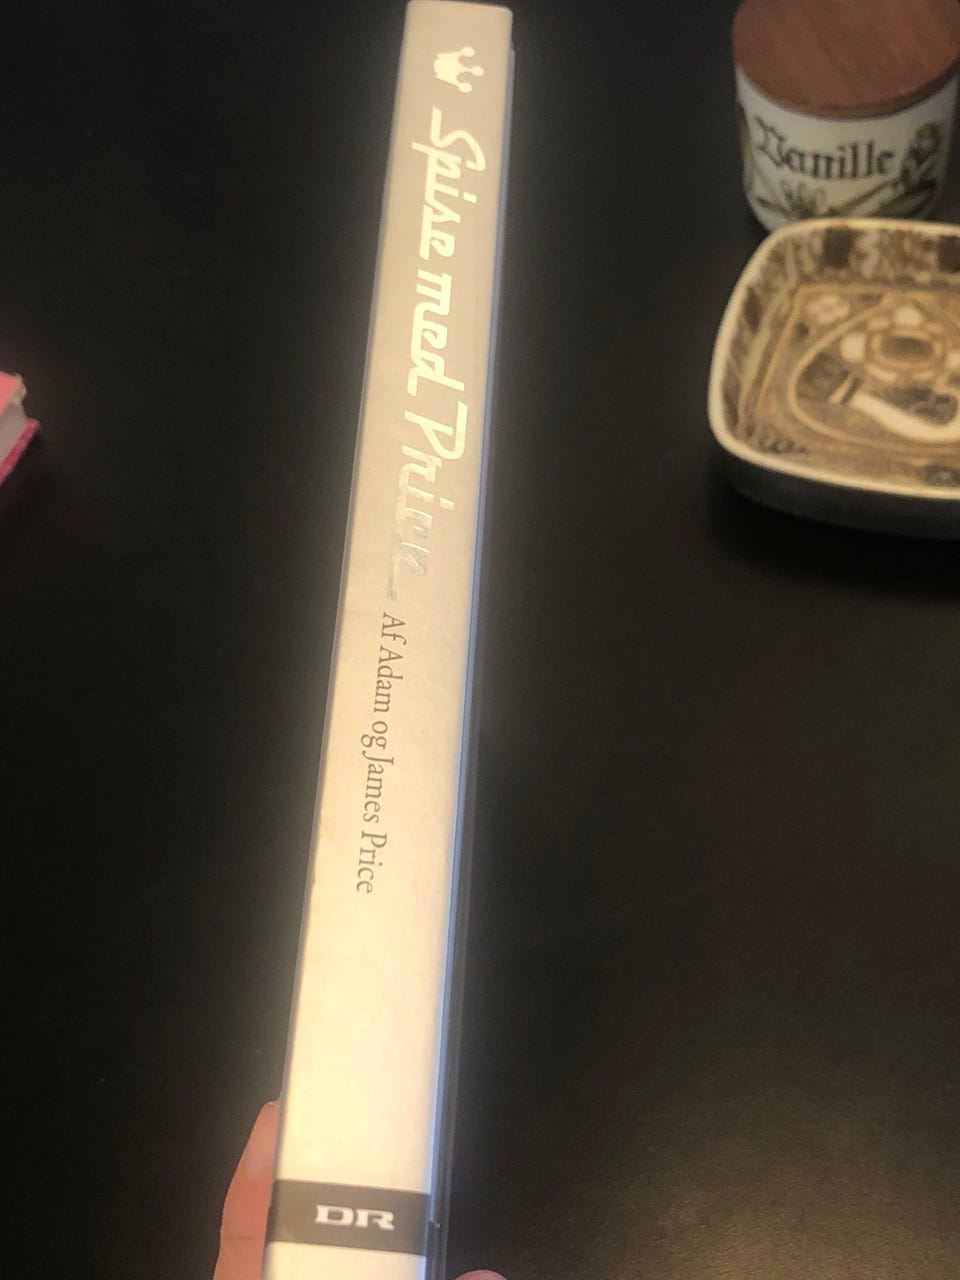 Spise med Price
Af Adam og James Price
DR
Vanille